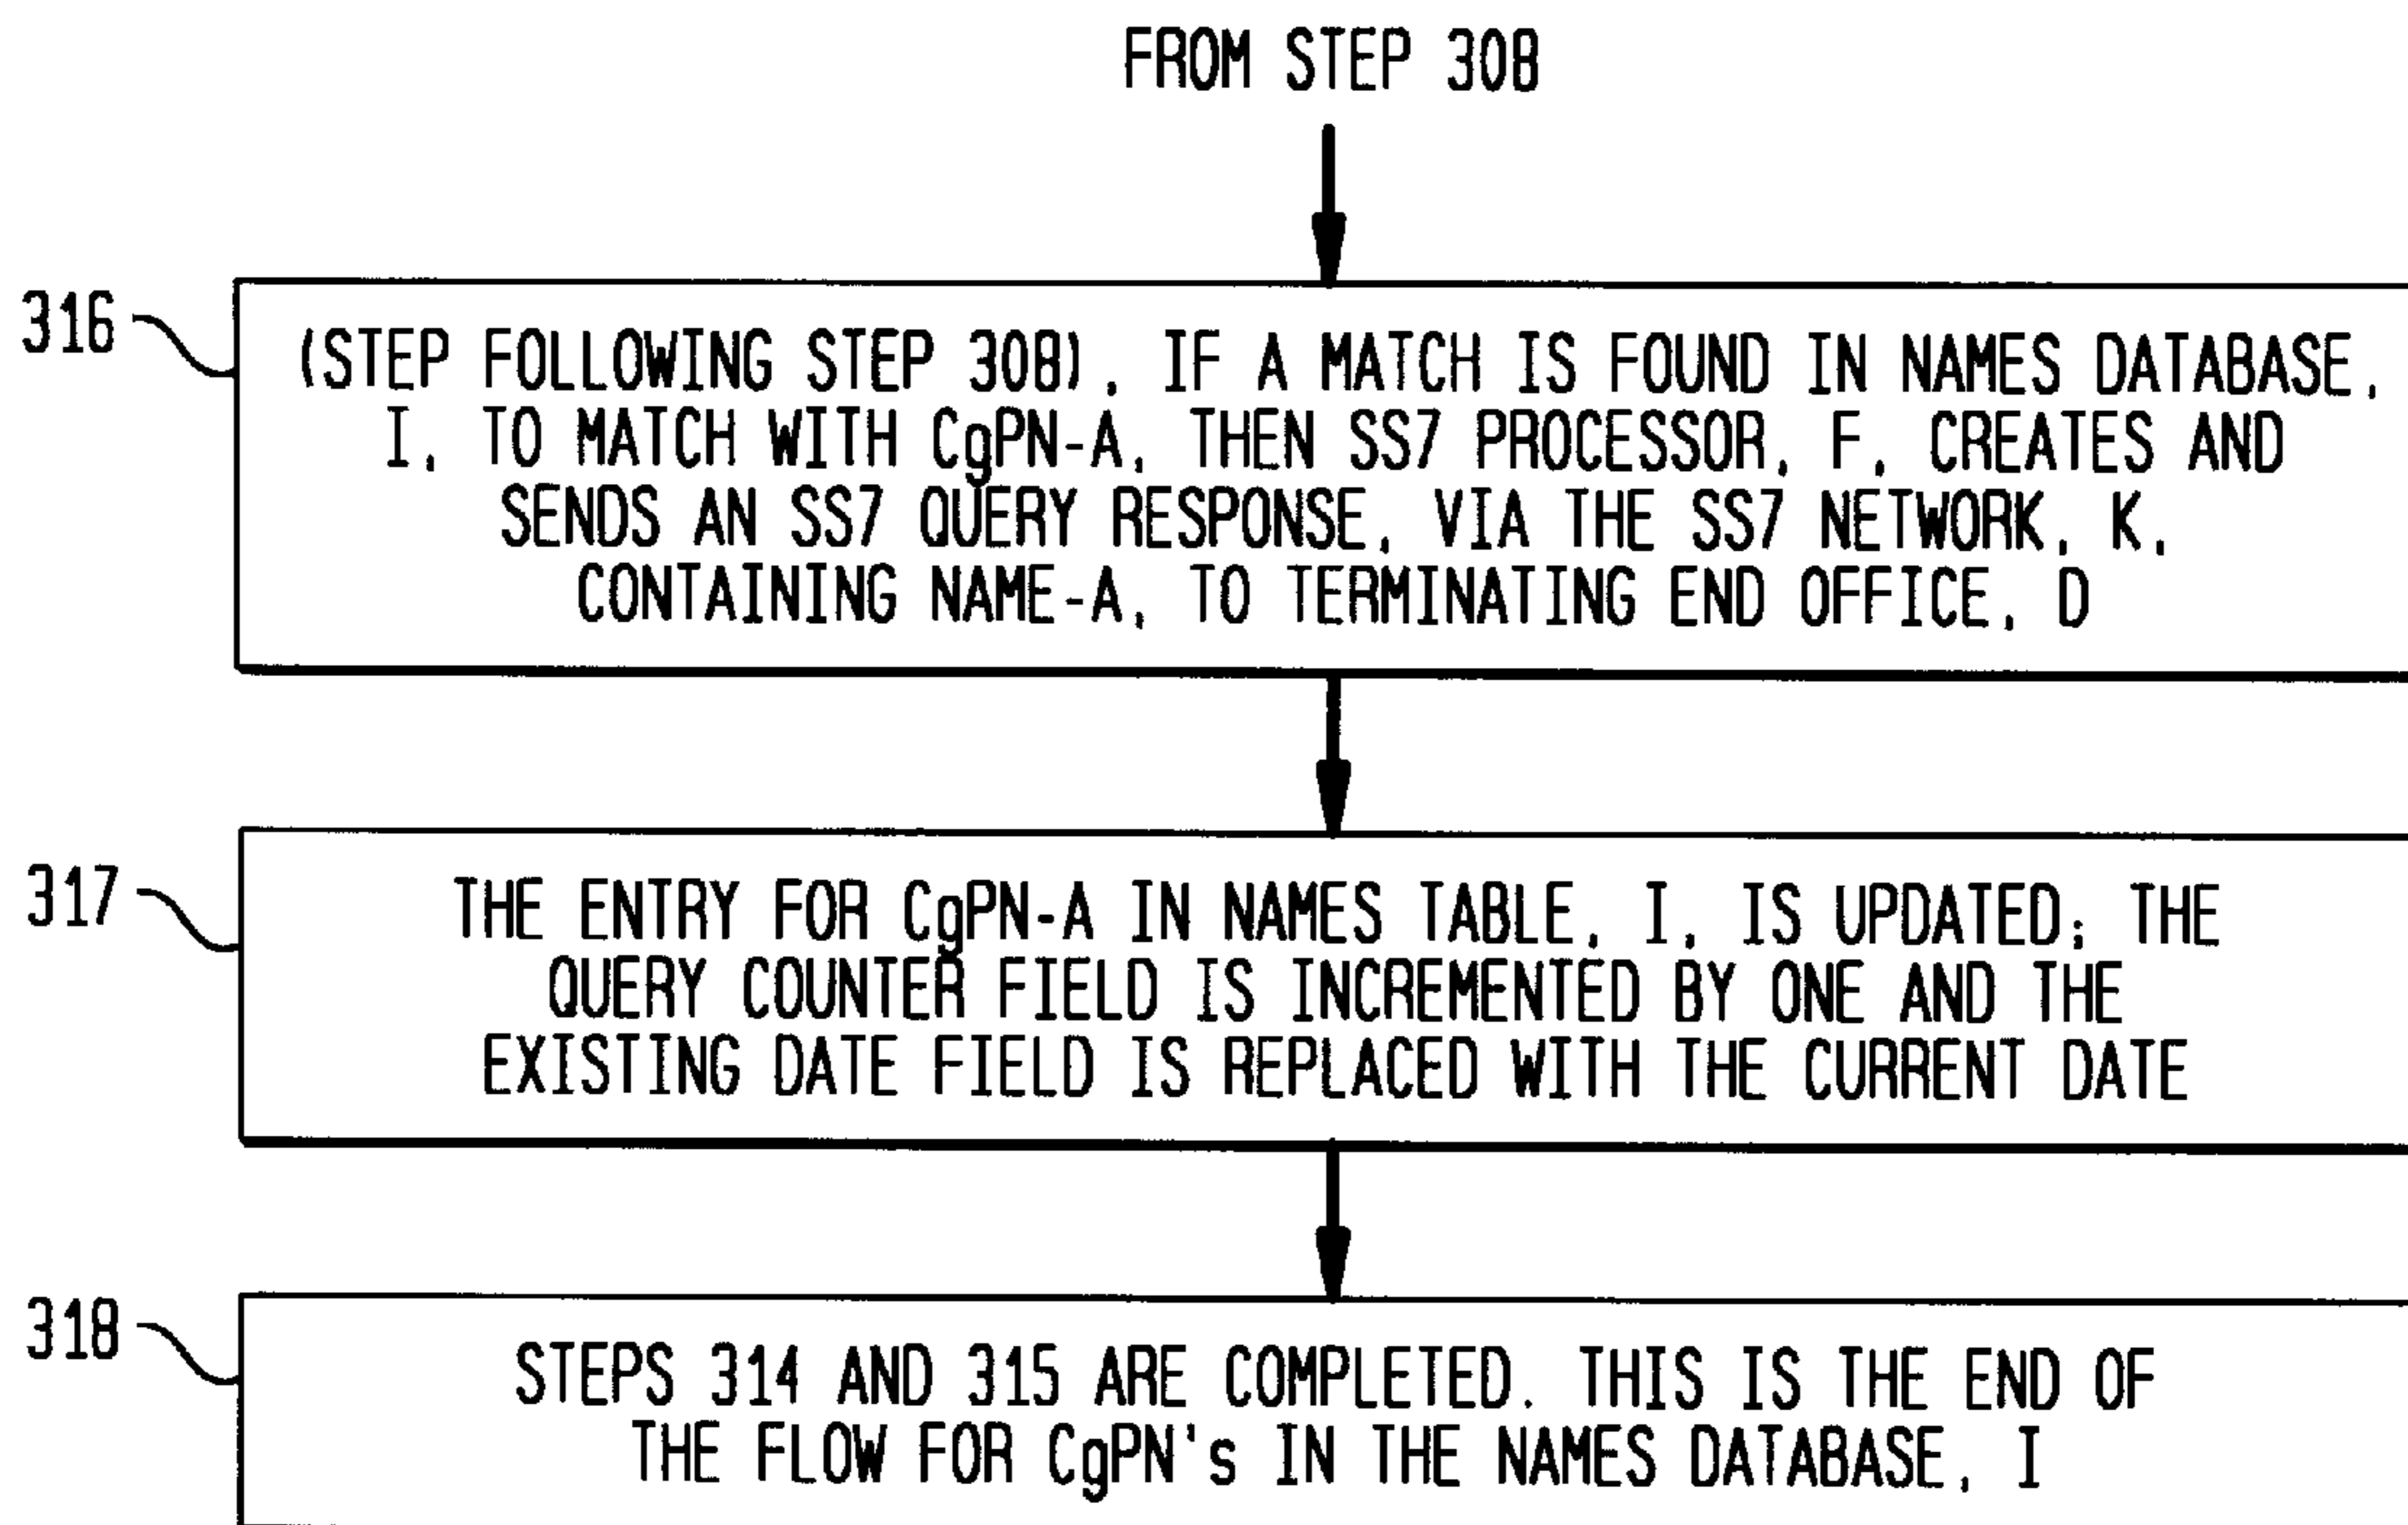 FROM STEP 308
316
(STEP FOLLOWING STEP 308). IF A MATCH IS FOUND IN NAMES DATABASE,
I, TO MATCH WITH CgPN-A, THEN SS7 PROCESSOR, F, CREATES AND
SENDS AN SS7 QUERY RESPONSE, VIA THE SS7 NETWORK, K,
CONTAINING NAME-A, TO TERMINATING END OFFICE, D
317
THE ENTRY FOR CgPN-A IN NAMES TABLE, I, IS UPDATED; THE
QUERY COUNTER FIELD IS INCREMENTED BY ONE AND THE
EXISTING DATE FIELD IS REPLACED WITH THE CURRENT DATE
318
STEPS 314 AND 315 ARE COMPLETED. THIS IS THE END OF
THE FLOW FOR CgPN's IN THE NAMES DATABASE, I